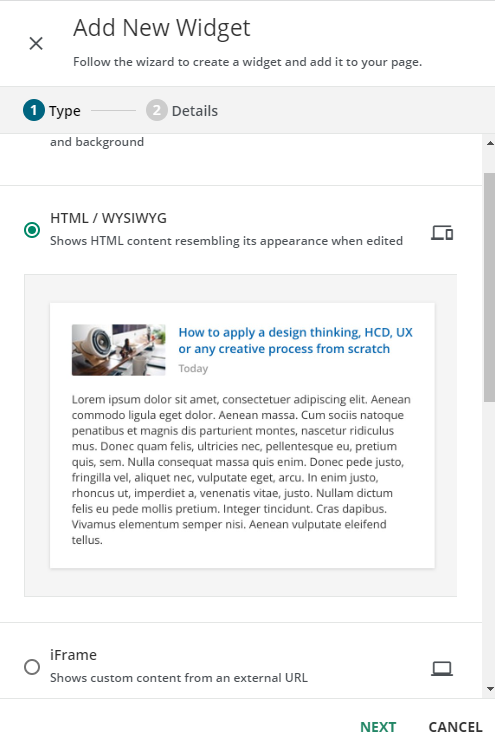 Add New Widget
Follow the wizard to create a widget and add it to your page.
1 Type
2 Details
and background
HTML / WYSIWYG
Shows HTML content resembling its appearance when edited
How to apply a design thinking, HCD, UX
or any creative process from scratch
Today
Lorem ipsum dolor sit amet, consectetuer adipiscing elit. Aenean
commodo ligula eget dolor. Aenean massa. Cum sociis natoque
penatibus et magnis dis parturient montes, nascetur ridiculus
mus. Donec quam felis, ultricies nec, pellentesque eu, pretium
quis, sem. Nulla consequat massa quis enim. Donec pede justo,
fringilla vel, aliquet nec, vulputate eget, arcu. In enim justo,
rhoncus ut, imperdiet a, venenatis vitae, justo. Nullam dictum
felis eu pede mollis pretium. Integer tincidunt. Cras dapibus.
Vivamus elementum semper nisi. Aenean vulputate eleifend
tellus.
iFrame
Shows custom content from an external URL
NEXT
CANCEL